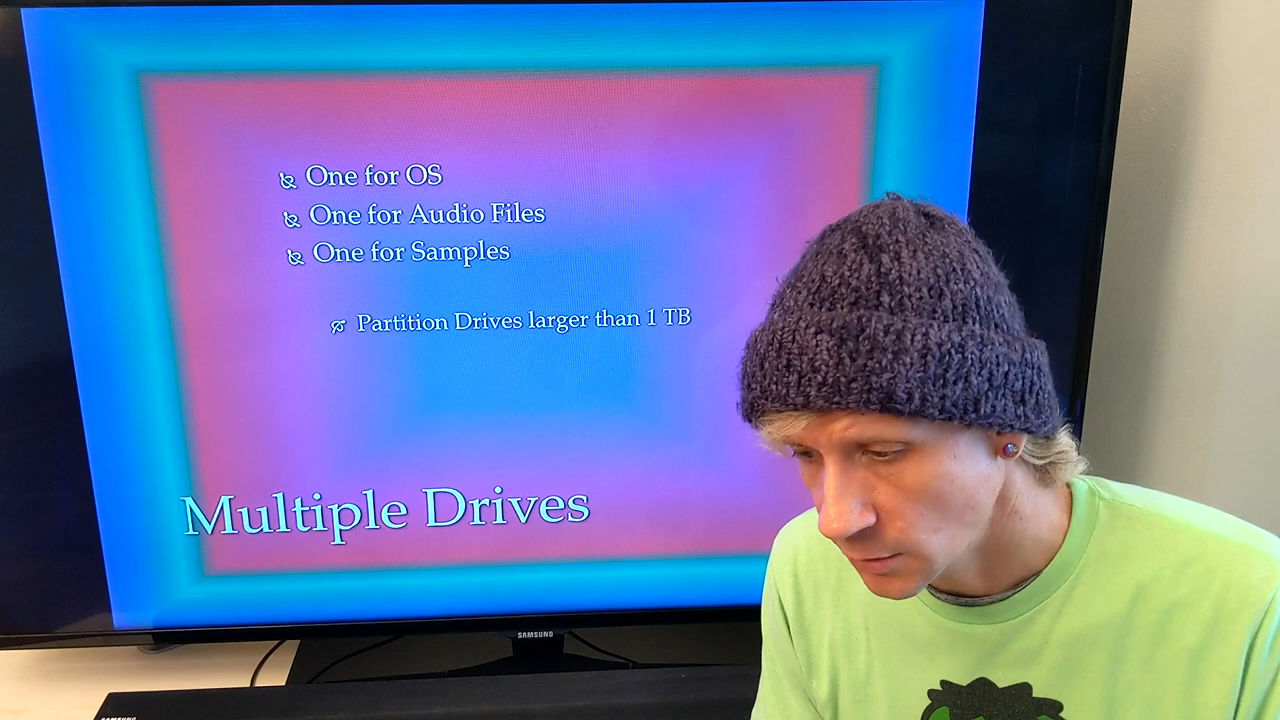 One for OS
One for Audio Files
One for Samples
Partition Drives larger than 1 TB
Multiple Drives
SAMSUNG
SAMSUNG